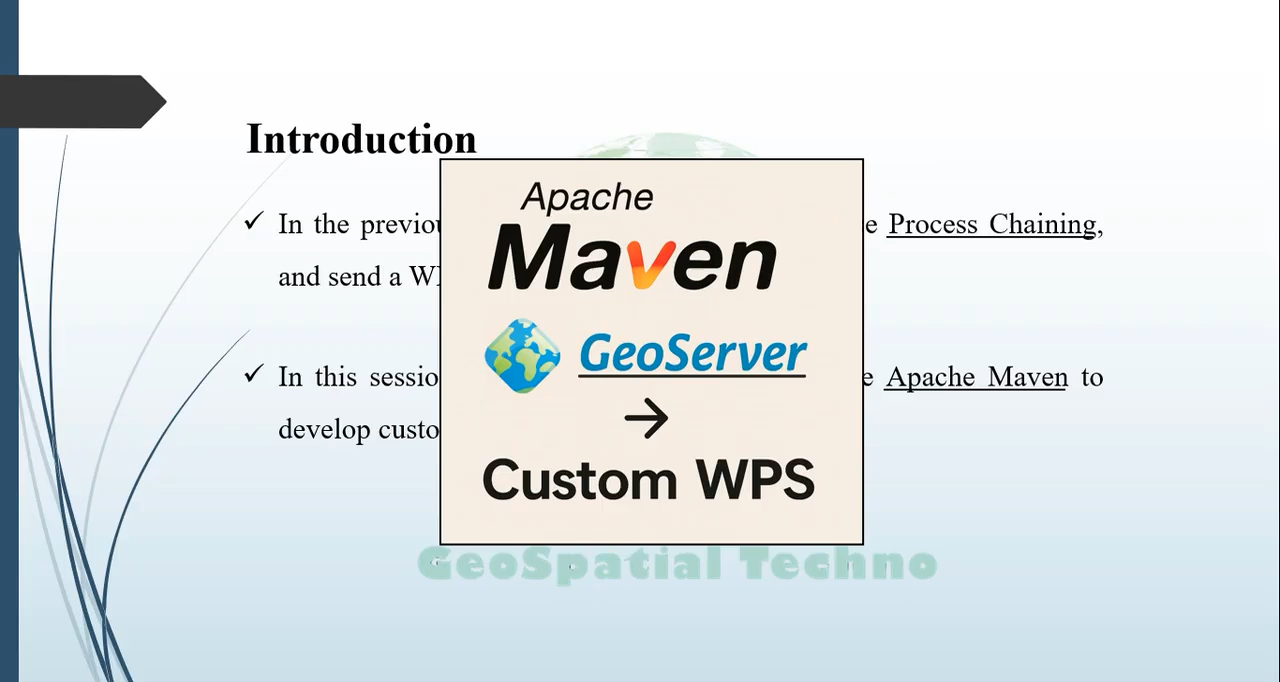 Introduction
In the previou e Process Chaining,
and send a W
In this sessio e Apache Maven to
develop custo
Apache
Maven
GeoServer
→
Custom WPS
GeoSpatial Techno